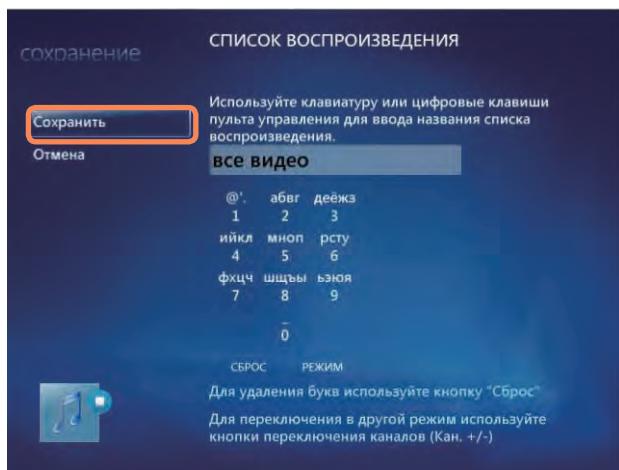 сохранение
СПИСОК ВОСПРОИЗВЕДЕНИЯ
Сохранить
Отмена
Используйте клавиатуру или цифровые клавиши
пульта управления для ввода названия списка
воспроизведения.
все видео
@'. абвг деёжз
1 2 3
ийкл мноп рсту
4 5 6
фхцч шщъы ьэюя
7 8 9
_
0
СБРОС РЕЖИМ
Для удаления букв используйте кнопку "Сброс"
Для переключения в другой режим используйте
кнопки переключения каналов (Кан. +/-)